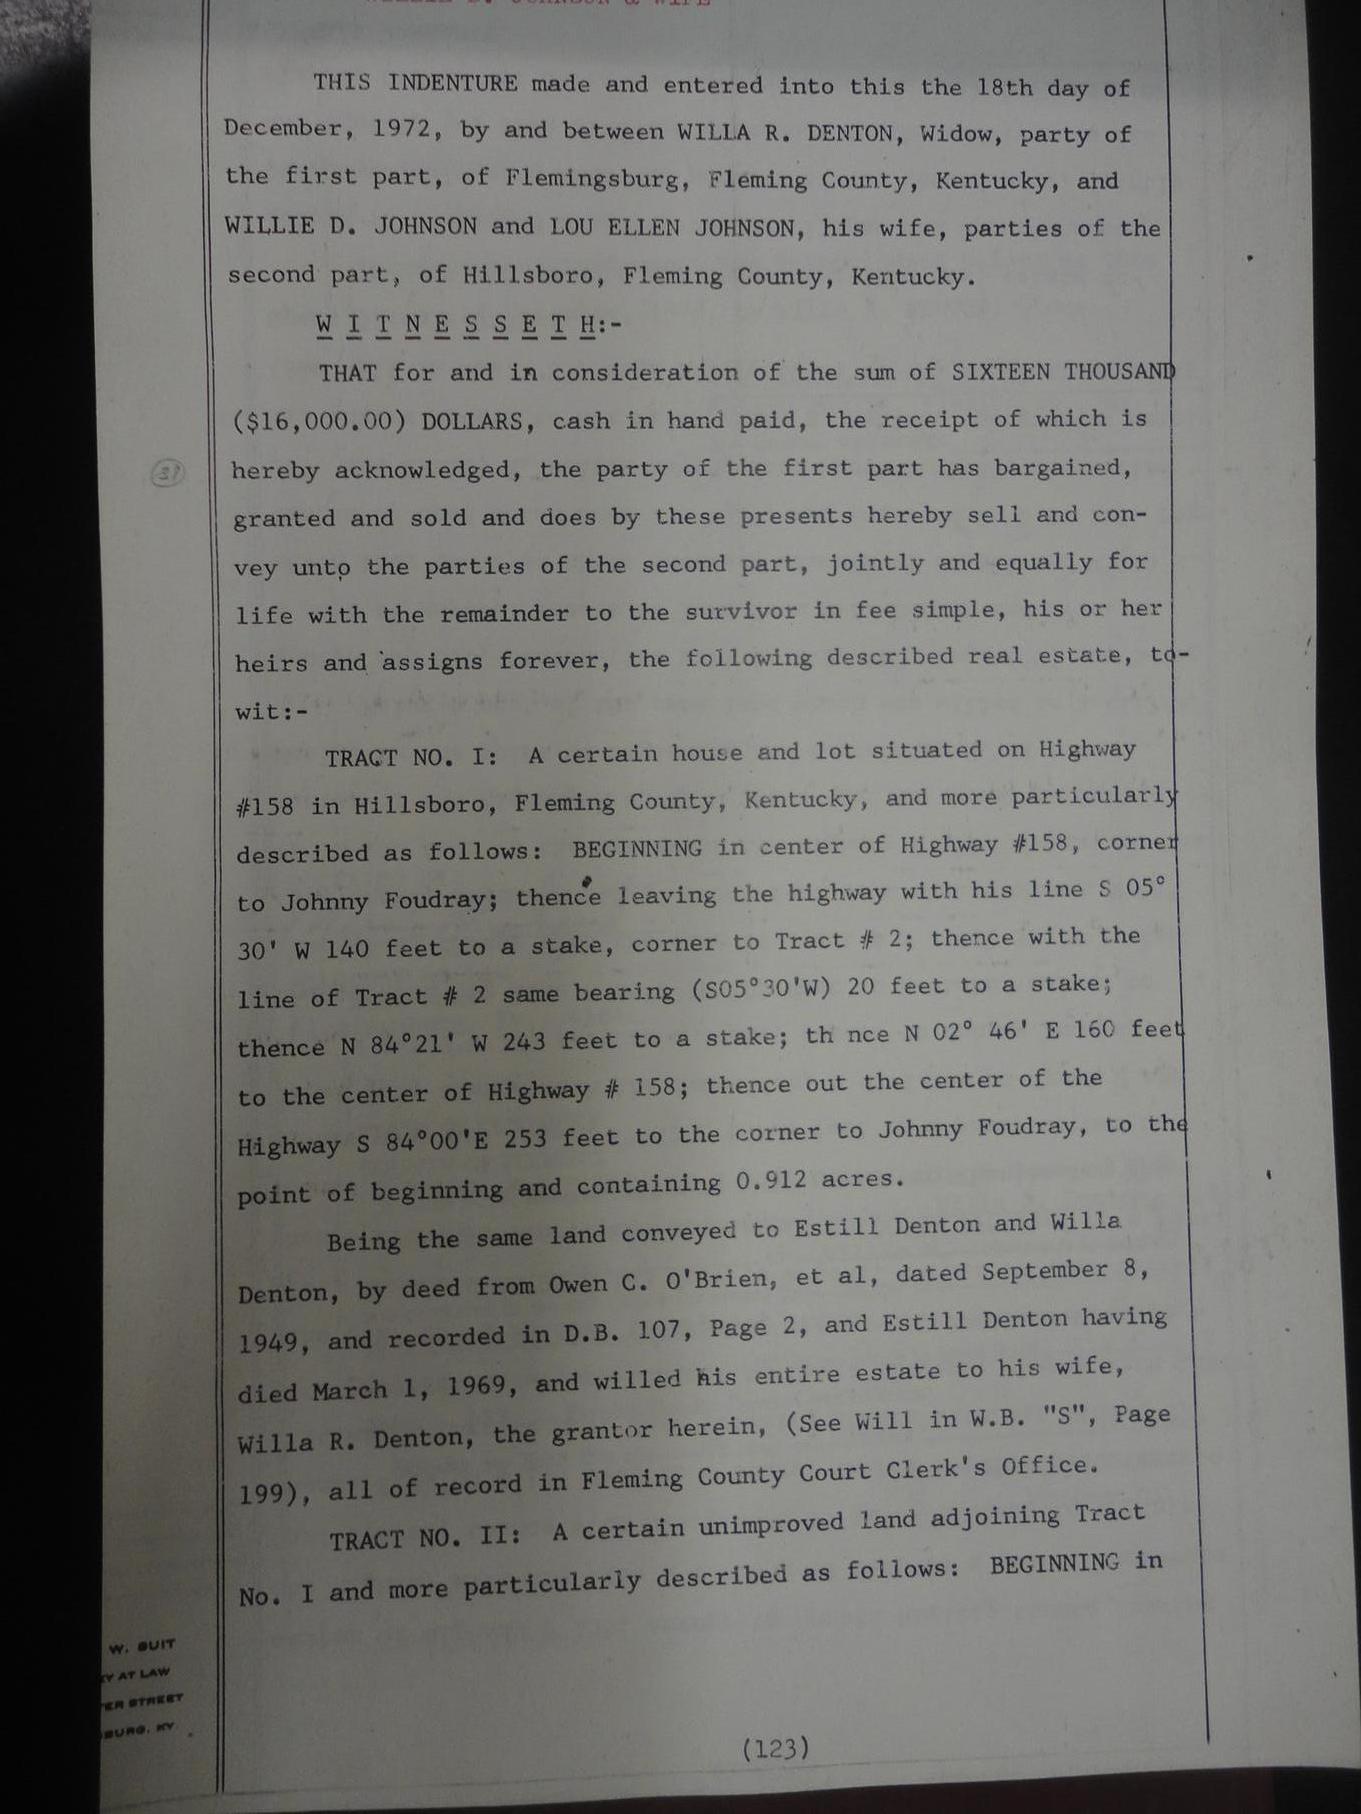 WILLIE D. JOHNSON & WIFE
THIS INDENTURE made and entered into this the 18th day of
December, 1972, by and between WILLA R. DENTON, Widow, party of
the first part, of Flemingsburg, Fleming County, Kentucky, and
WILLIE D. JOHNSON and LOU ELLEN JOHNSON, his wife, parties of the
second part, of Hillsboro, Fleming County, Kentucky.
W I T N E S S E T H:-
THAT for and in consideration of the sum of SIXTEEN THOUSAND
($16,000.00) DOLLARS, cash in hand paid, the receipt of which is
hereby acknowledged, the party of the first part has bargained,
granted and sold and does by these presents hereby sell and con-
vey unto the parties of the second part, jointly and equally for
life with the remainder to the survivor in fee simple, his or her
heirs and assigns forever, the following described real estate, to-
wit:-
TRACT NO. I: A certain house and lot situated on Highway
#158 in Hillsboro, Fleming County, Kentucky, and more particularly
described as follows: BEGINNING in center of Highway #158, corner
to Johnny Foudray; thence leaving the highway with his line S 05°
30' W 140 feet to a stake, corner to Tract # 2; thence with the
line of Tract # 2 same bearing (S05°30'W) 20 feet to a stake;
thence N 84°21' W 243 feet to a stake; th nce N 02° 46' E 160 feet
to the center of Highway # 158; thence out the center of the
Highway S 84°00'E 253 feet to the corner to Johnny Foudray, to the
point of beginning and containing 0.912 acres.
Being the same land conveyed to Estill Denton and Willa
Denton, by deed from Owen C. O'Brien, et al, dated September 8,
1949, and recorded in D.B. 107, Page 2, and Estill Denton having
died March 1, 1969, and willed his entire estate to his wife,
Willa R. Denton, the grantor herein, (See Will in W.B. "S", Page
199), all of record in Fleming County Court Clerk's Office.
TRACT NO. II: A certain unimproved land adjoining Tract
No. I and more particularly described as follows: BEGINNING in
W. SUIT
Y AT LAW
ER STREET
BURG, KY.
(123)